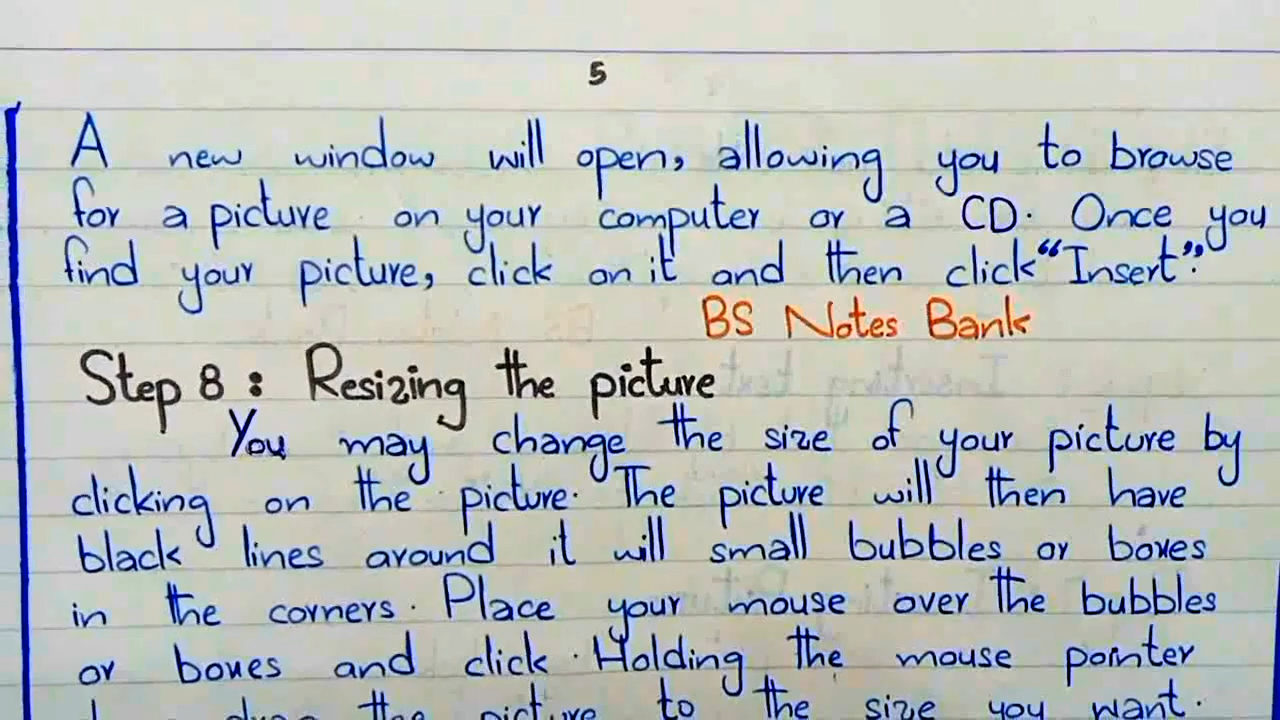 5
A new window will open, allowing you to browse
for a picture on your computer or a CD. Once you
find your picture, click on it and then click "Insert".
BS Notes Bank
Step 8 : Resizing the picture
You may change the size of your picture by
clicking on the picture. The picture will then have
black lines around it will small bubbles or boxes
in the corners. Place your mouse over the bubbles
or boxes and click. Holding the mouse pointer
the picture to the size you want.